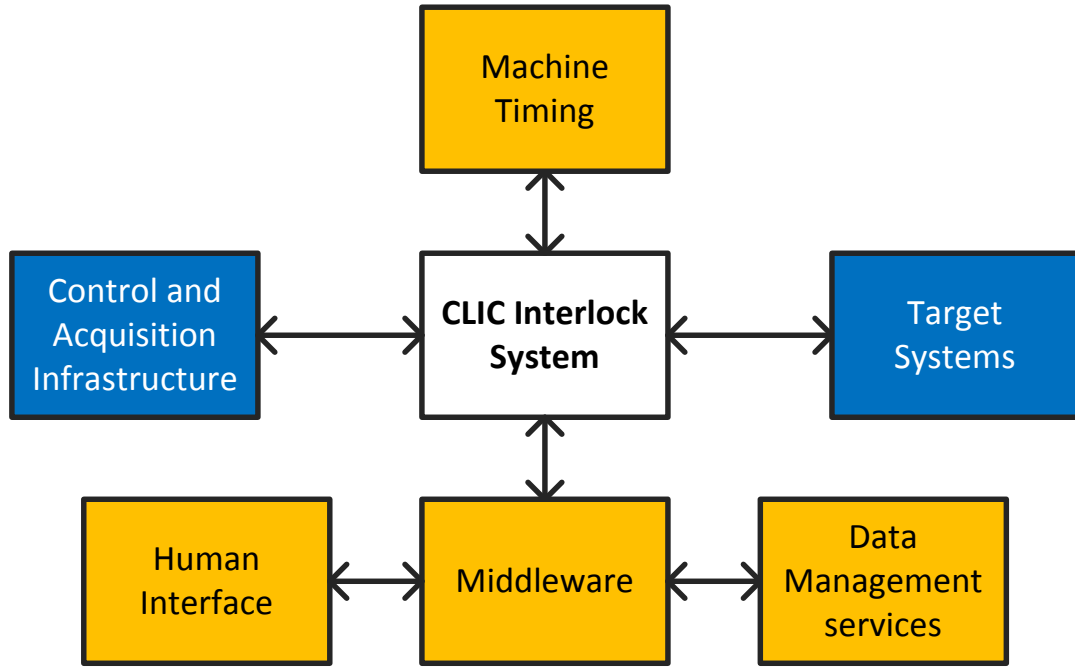 Machine
Timing
Control and
Acquisition
Infrastructure
CLIC Interlock
System
Target
Systems
Human
Interface
Middleware
Data
Management
services